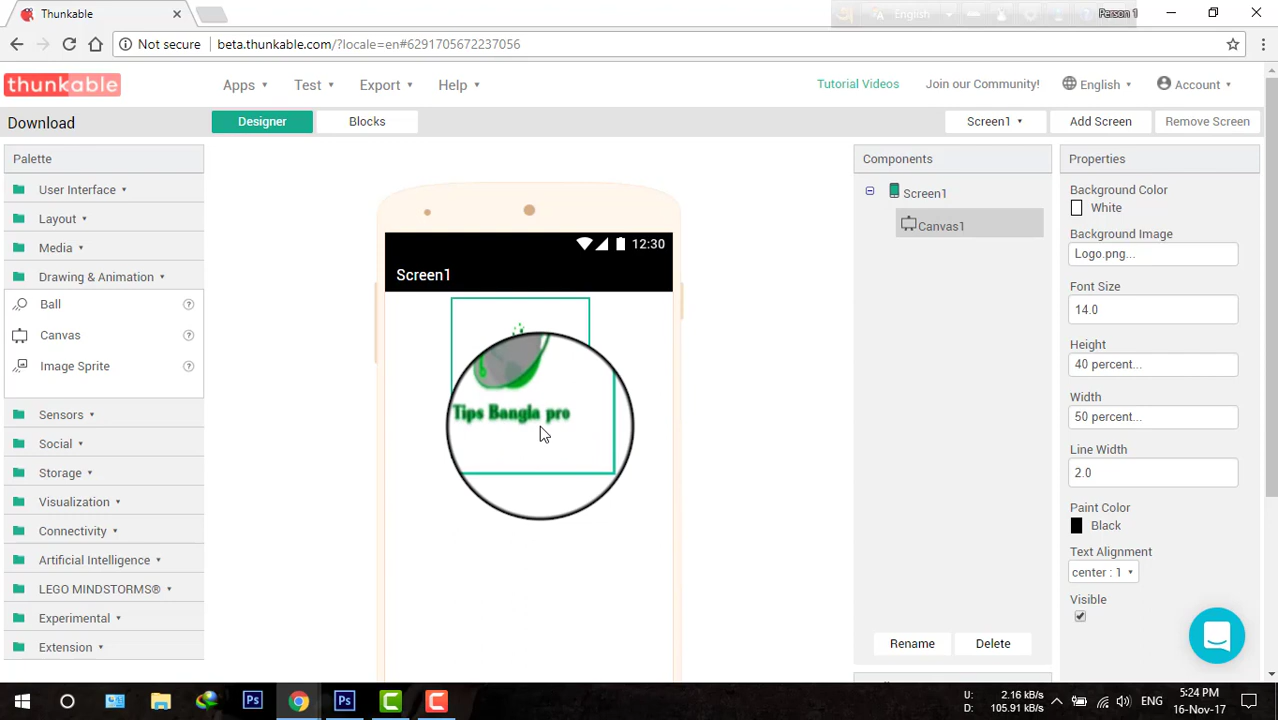 Thunkable
English
Person 1
Not secure
beta.thunkable.com/?locale=en#6291705672237056
thunkable
Apps
Test
Export
Help
Tutorial Videos
Join our Community!
English
Account
Download
Designer
Blocks
Screen1
Add Screen
Remove Screen
Palette
User Interface
Layout
Media
Drawing & Animation
Ball
?
Canvas
?
Image Sprite
?
Sensors
Social
Storage
Visualization
Connectivity
Artificial Intelligence
LEGO MINDSTORMS®
Experimental
Extension
12:30
Screen1
Tips Bangla pro
Components
Screen1
Canvas1
Rename
Delete
Properties
Background Color
White
Background Image
Logo.png...
Font Size
14.0
Height
40 percent...
Width
50 percent...
Line Width
2.0
Paint Color
Black
Text Alignment
center : 1
Visible
Ps
Ps
C
C
U: 2.16 kB/s
D: 105.91 kB/s
ENG
5:24 PM
16-Nov-17